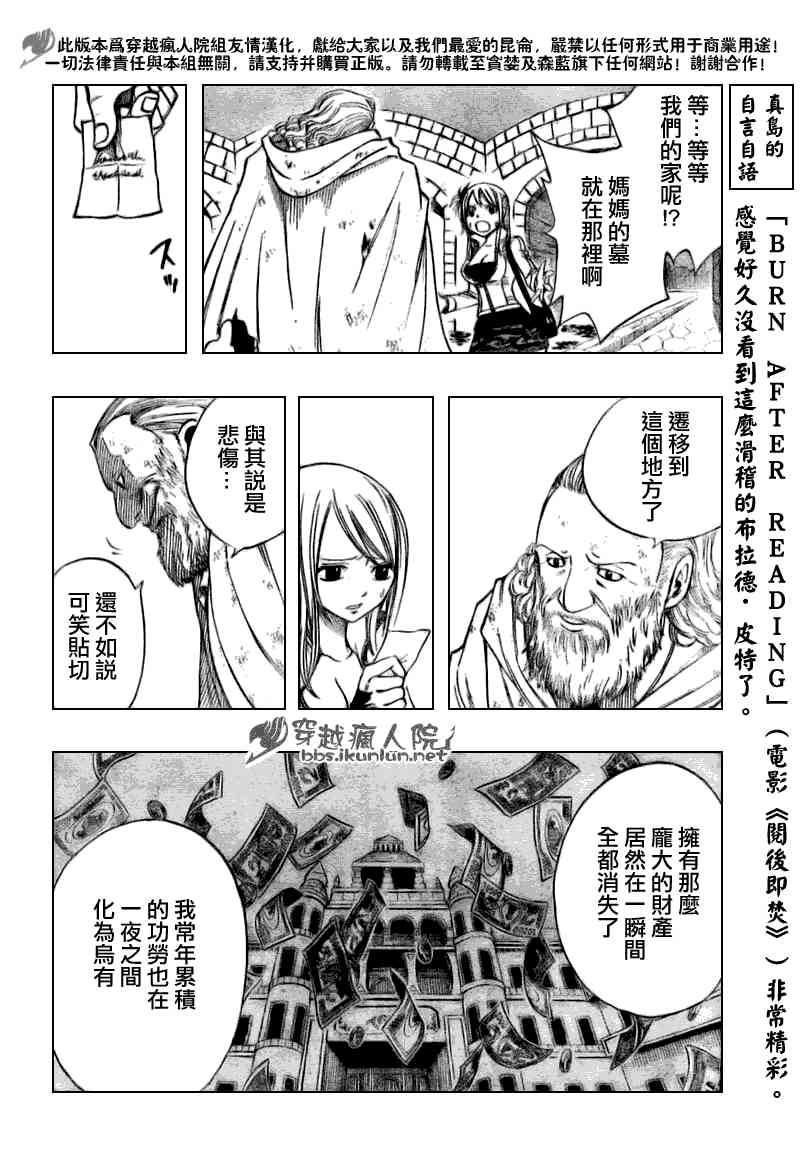 此版本爲穿越瘋人院組友情漢化，獻給大家以及我們最愛的昆侖，嚴禁以任何形式用于商業用途！
一切法律責任與本組無關，請支持并購買正版。請勿轉載至貪婪及森藍旗下任何網站！謝謝合作！
真島的
自言自語
「BURN AFTER READING」（電影《閱後即焚》）非常精彩。
感覺好久沒看到這麼滑稽的布拉德·皮特了。
等…等等
我們的家呢!?
媽媽的墓
就在那裡啊
スッ
遷移到
這個地方了
與其說是
悲傷…
還不如說
可笑貼切
穿越瘋人院
bbs.ikunlun.net
擁有那麼
龐大的財產
居然在一瞬間
全都消失了
我常年累積
的功勞也在
一夜之間
化為烏有